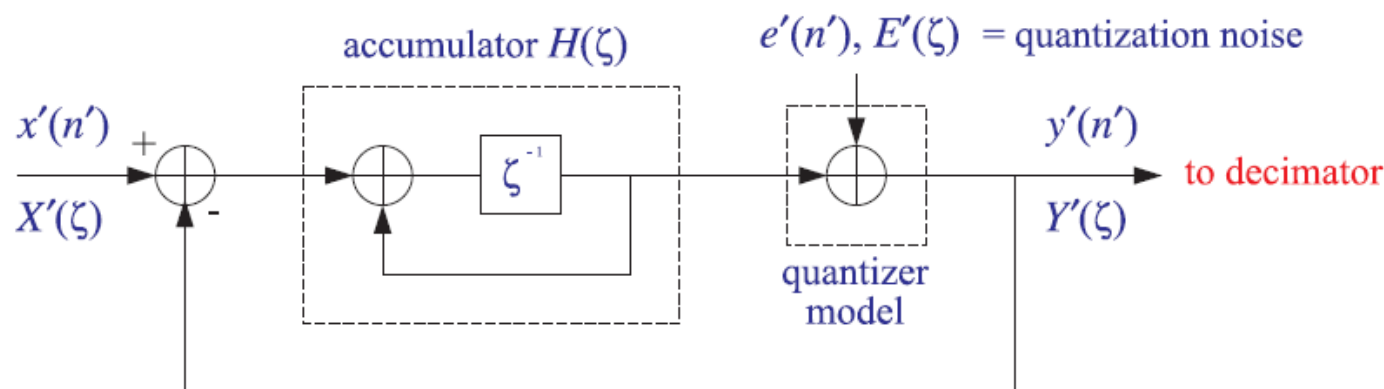 accumulator H(ζ)
e′(n′), E′(ζ) = quantization noise
x′(n′)
+
X′(ζ)
-
ζ⁻¹
y′(n′)
Y′(ζ)
to decimator
quantizer
model